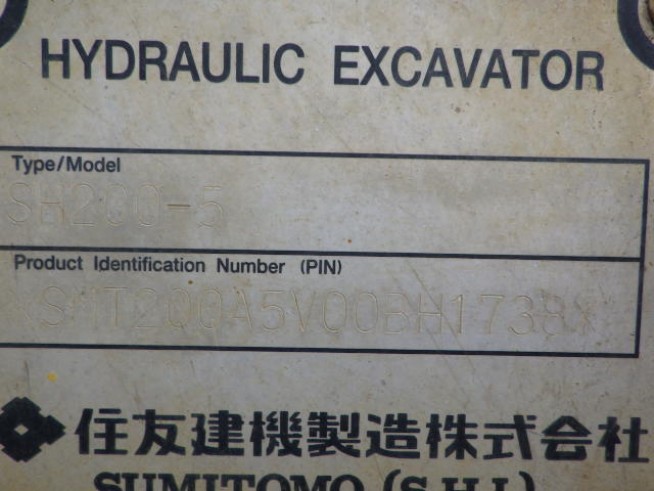 HYDRAULIC EXCAVATOR
Type/Model
SH200-5
Product Identification Number (PIN)
住友建機製造株式会社
SUMITOMO (S.H.I.)